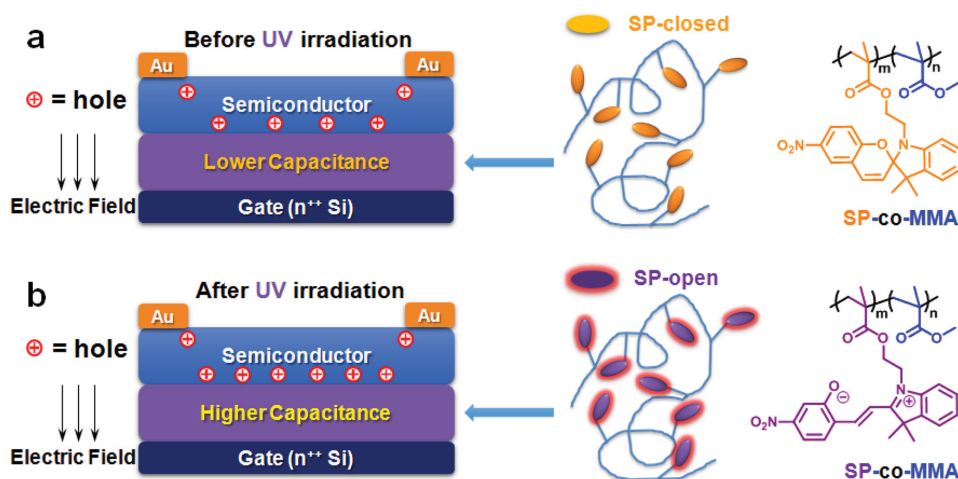 a
Before UV irradiation
Au
Au
⊕ = hole
Semiconductor
Lower Capacitance
Electric Field
Gate (n⁺⁺ Si)
SP-closed
m
n
O
O
O
O
O₂N
O
N
SP-co-MMA
b
After UV irradiation
Au
Au
⊕ = hole
Semiconductor
Higher Capacitance
Electric Field
Gate (n⁺⁺ Si)
SP-open
m
n
O
O
O
O
O
⊖
N
⊕
O₂N
SP-co-MMA